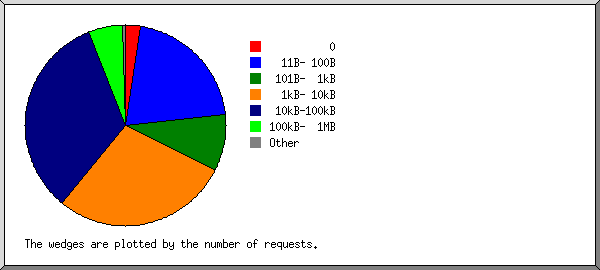 0
11B- 100B
101B- 1kB
1kB- 10kB
10kB-100kB
100kB- 1MB
Other
The wedges are plotted by the number of requests.